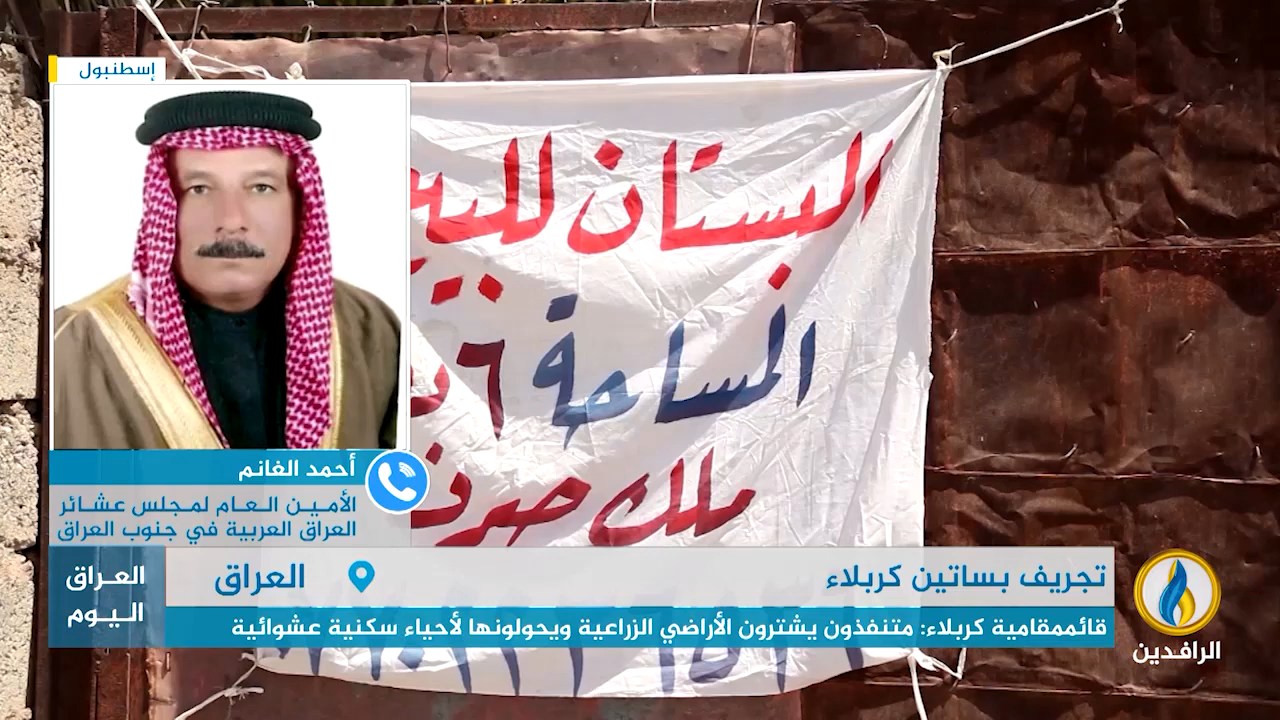 إسطنبول
البستان للبيع
المساحة ٦
ملك صرف
أحمد الغانم
الأمين العام لمجلس عشائر
العراق العربية في جنوب العراق
تجريف بساتين كربلاء
العراق
العراق
اليوم
قائممقامية كربلاء: متنفذون يشترون الأراضي الزراعية ويحولونها لأحياء سكنية عشوائية
الرافدين